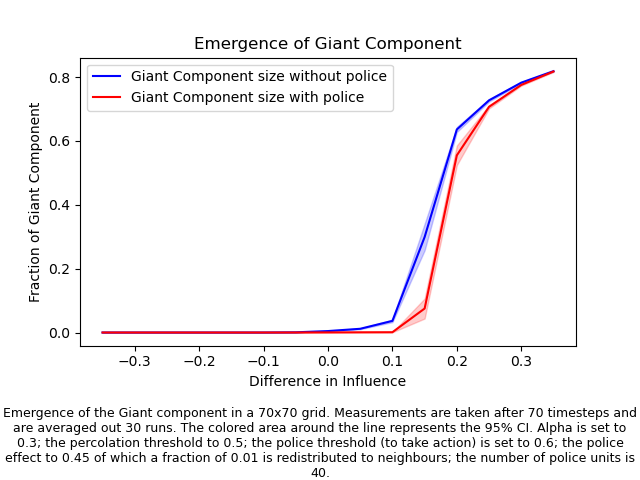 Emergence of Giant Component
Giant Component size without police
Giant Component size with police
Fraction of Giant Component
0.8
0.6
0.4
0.2
0.0
−0.3
−0.2
−0.1
0.0
0.1
0.2
0.3
Difference in Influence
Emergence of the Giant component in a 70x70 grid. Measurements are taken after 70 timesteps and
are averaged out 30 runs. The colored area around the line represents the 95% CI. Alpha is set to
0.3; the percolation threshold to 0.5; the police threshold (to take action) is set to 0.6; the police
effect to 0.45 of which a fraction of 0.01 is redistributed to neighbours; the number of police units is
40.